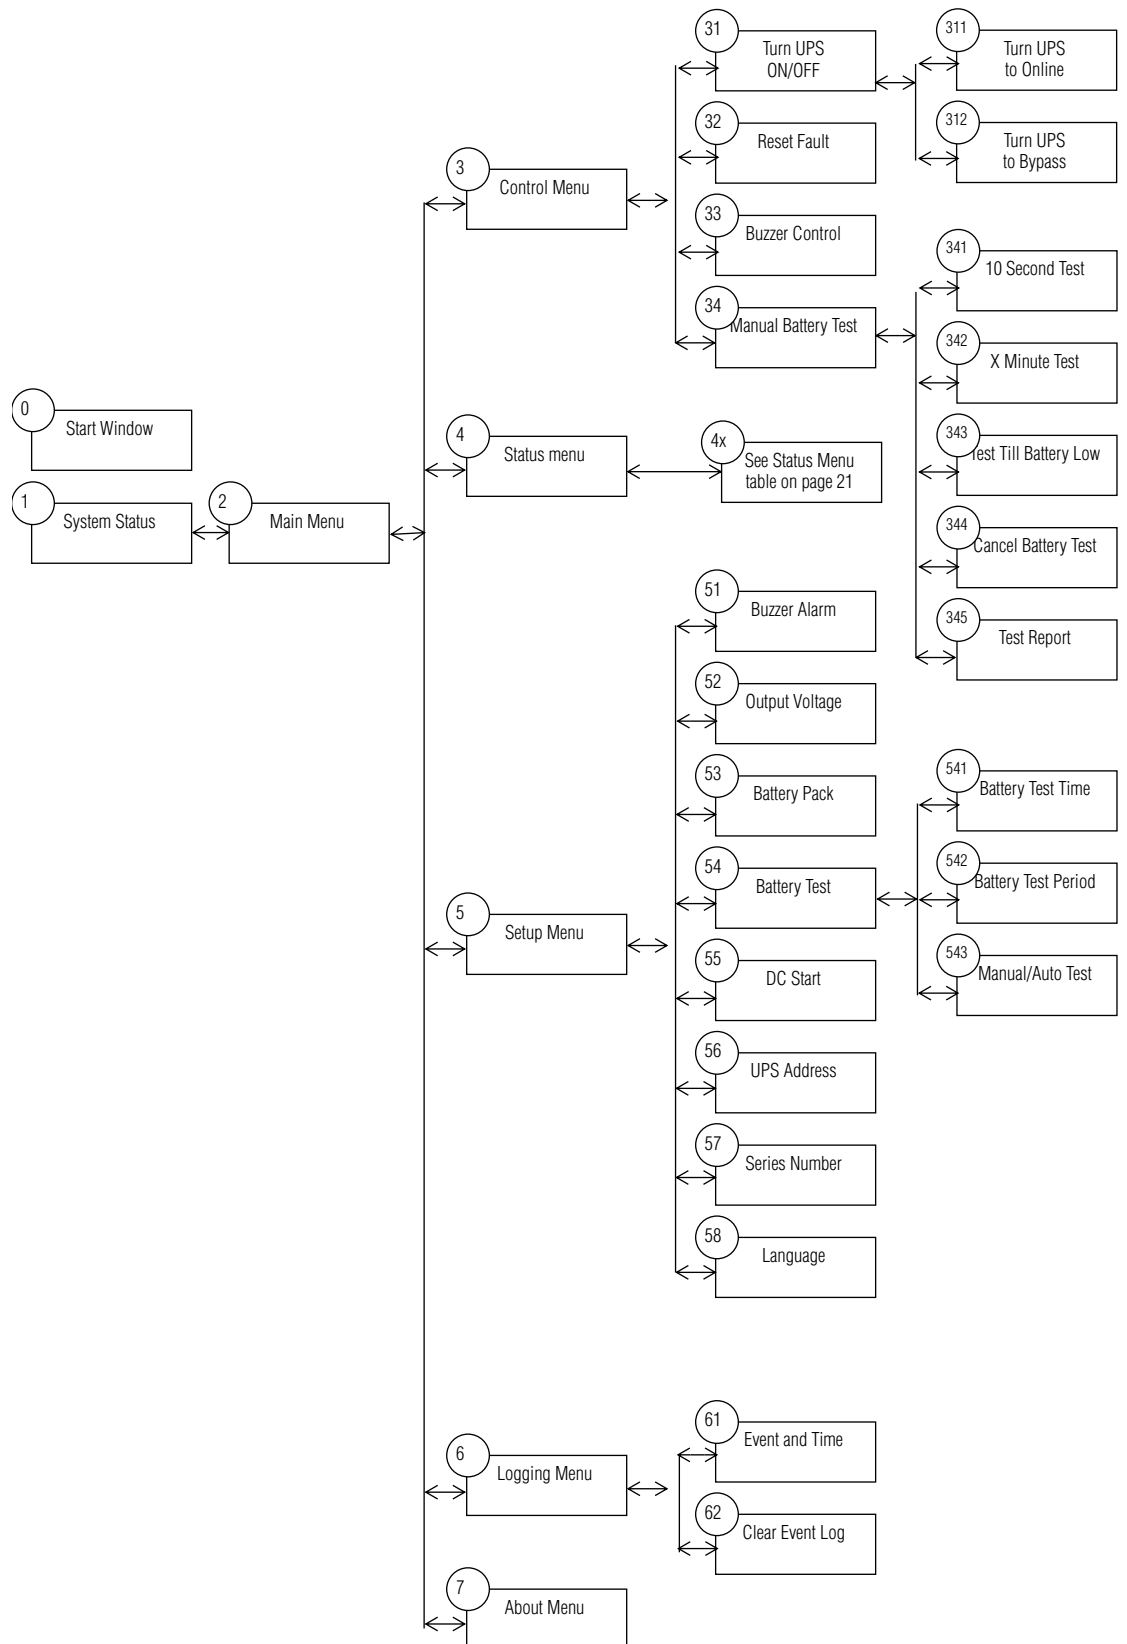 0
Start Window
1
System Status
2
Main Menu
3
Control Menu
31
Turn UPS
ON/OFF
311
Turn UPS
to Online
312
Turn UPS
to Bypass
32
Reset Fault
33
Buzzer Control
34
Manual Battery Test
341
10 Second Test
342
X Minute Test
343
Test Till Battery Low
344
Cancel Battery Test
345
Test Report
4
Status menu
4x
See Status Menu
table on page 21
5
Setup Menu
51
Buzzer Alarm
52
Output Voltage
53
Battery Pack
54
Battery Test
541
Battery Test Time
542
Battery Test Period
543
Manual/Auto Test
55
DC Start
56
UPS Address
57
Series Number
58
Language
6
Logging Menu
61
Event and Time
62
Clear Event Log
7
About Menu